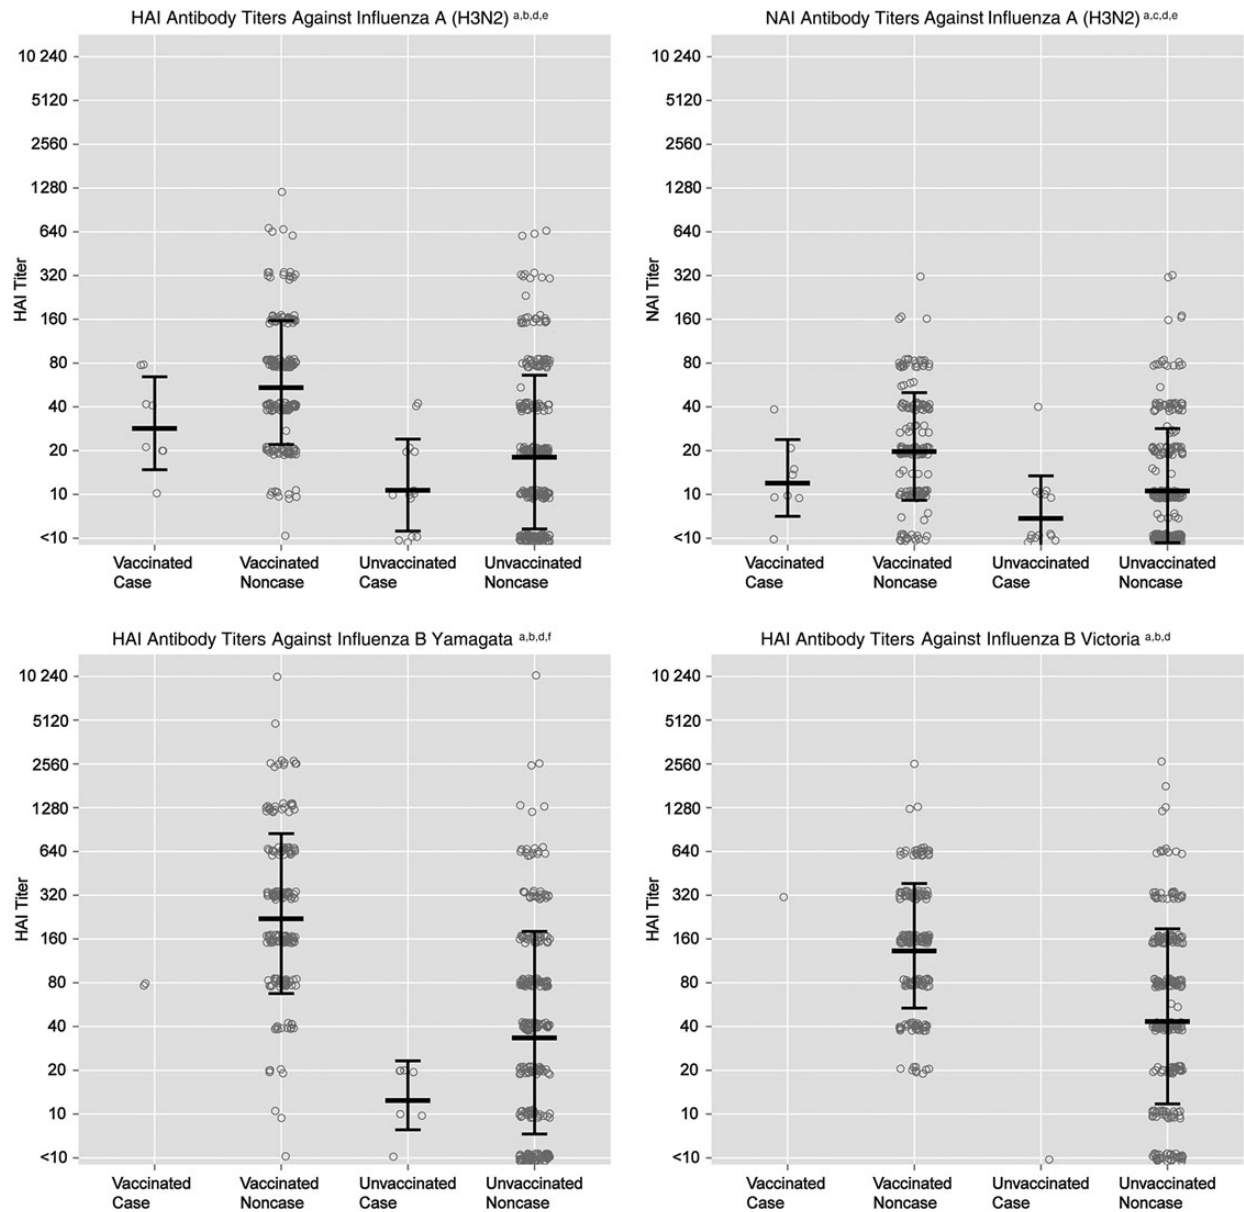 HAI Antibody Titers Against Influenza A (H3N2) a,b,d,e
HAI Titer
10 240
5120
2560
1280
640
320
160
80
40
20
10
<10
Vaccinated Case
Vaccinated Noncase
Unvaccinated Case
Unvaccinated Noncase
NAI Antibody Titers Against Influenza A (H3N2) a,c,d,e
NAI Titer
10 240
5120
2560
1280
640
320
160
80
40
20
10
<10
Vaccinated Case
Vaccinated Noncase
Unvaccinated Case
Unvaccinated Noncase
HAI Antibody Titers Against Influenza B Yamagata a,b,d,f
HAI Titer
10 240
5120
2560
1280
640
320
160
80
40
20
10
<10
Vaccinated Case
Vaccinated Noncase
Unvaccinated Case
Unvaccinated Noncase
HAI Antibody Titers Against Influenza B Victoria a,b,d
HAI Titer
10 240
5120
2560
1280
640
320
160
80
40
20
10
<10
Vaccinated Case
Vaccinated Noncase
Unvaccinated Case
Unvaccinated Noncase